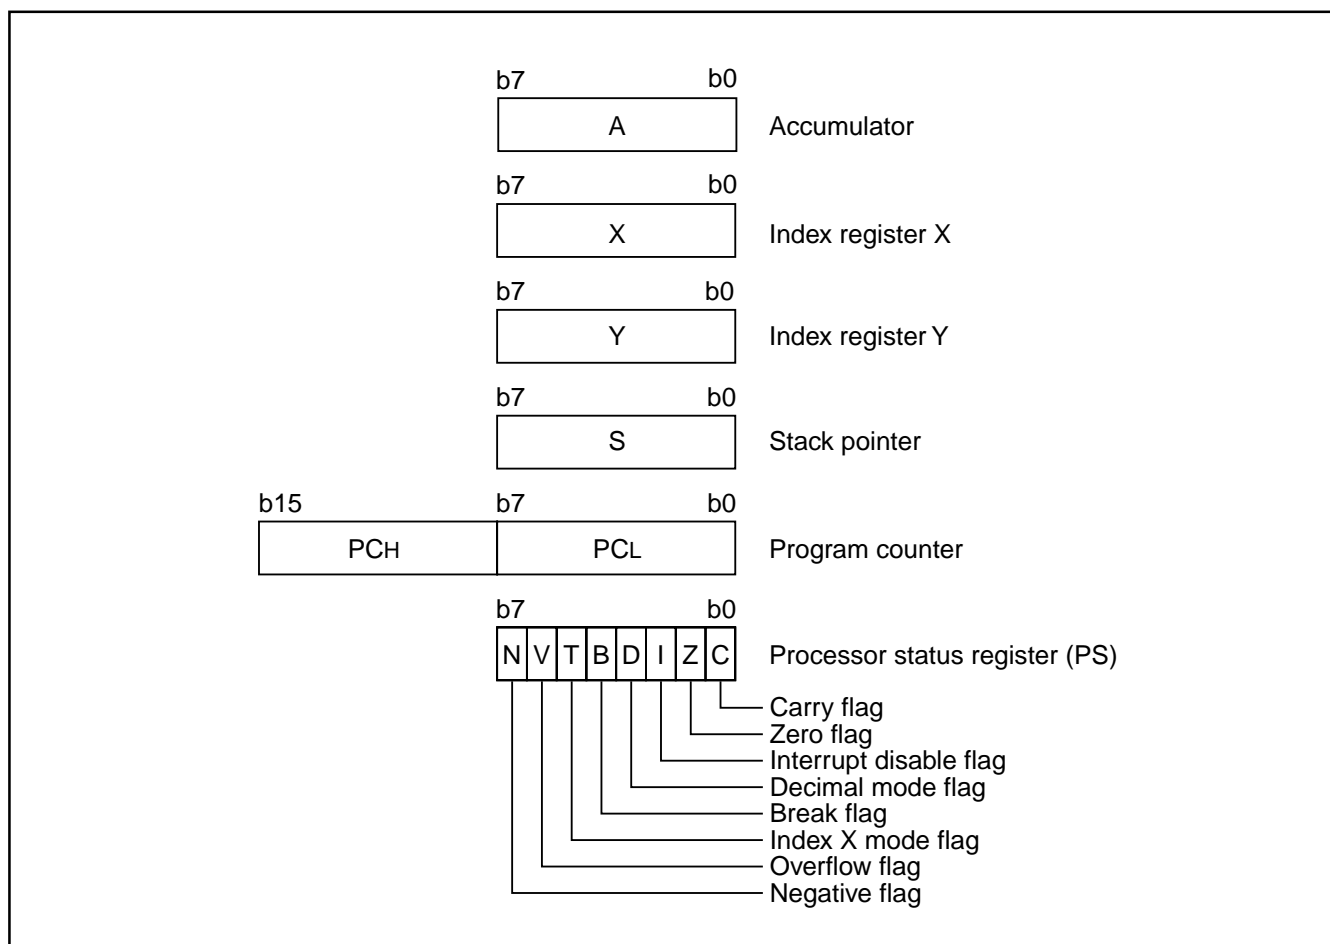 b7 b0
A Accumulator
b7 b0
X Index register X
b7 b0
Y Index register Y
b7 b0
S Stack pointer
b15 b7 b0
PCH PCL Program counter
b7 b0
N V T B D I Z C Processor status register (PS)
Carry flag
Zero flag
Interrupt disable flag
Decimal mode flag
Break flag
Index X mode flag
Overflow flag
Negative flag